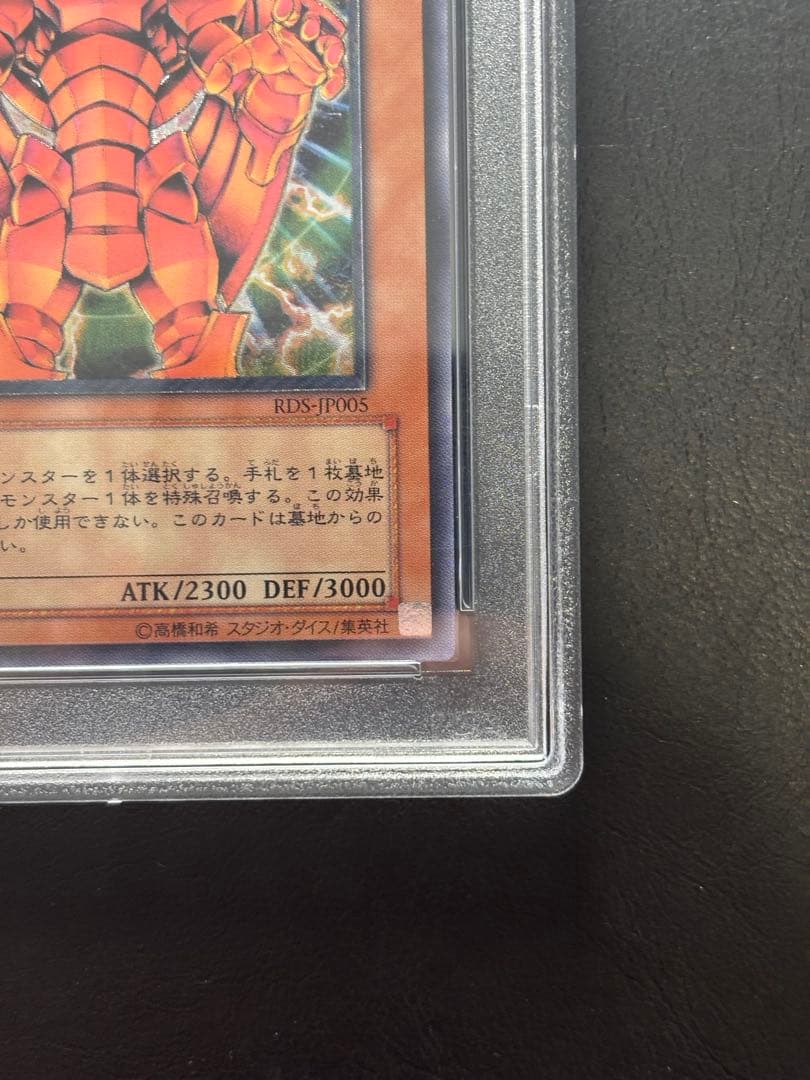 RDS-JP005
ンスターを1体選択する。手札を1枚墓地
モンスター1体を特殊召喚する。この効果
しか使用できない。このカードは墓地からの
い。
ATK/2300 DEF/3000
©高橋和希 スタジオ・ダイス/集英社